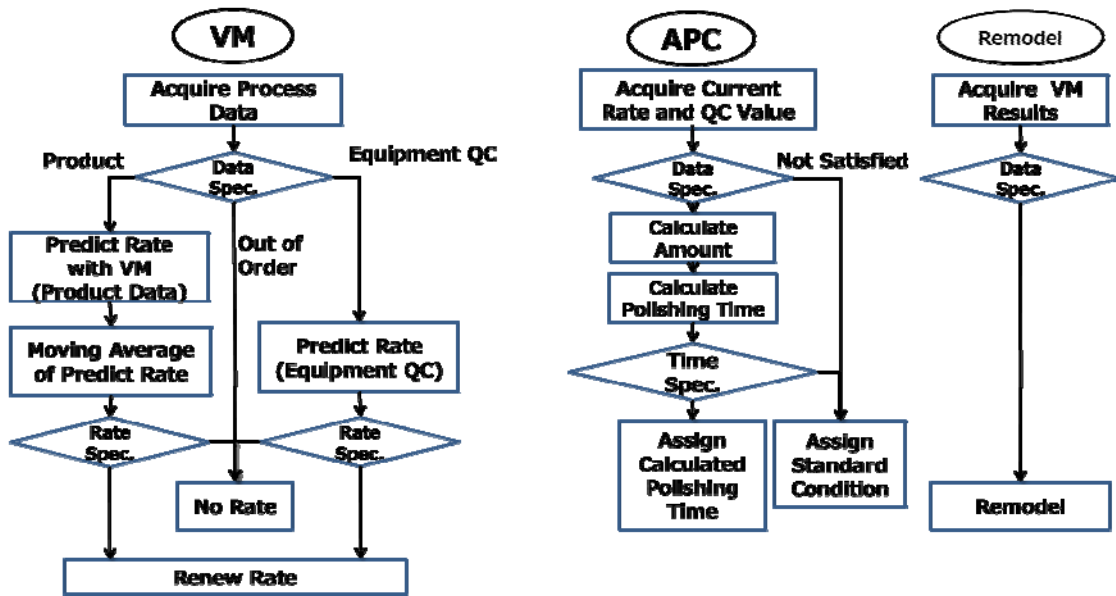 VM
Acquire Process
Data
Product
Equipment QC
Data
Spec.
Predict Rate
with VM
(Product Data)
Out of
Order
Moving Average
of Predict Rate
Predict Rate
(Equipment QC)
Rate
Spec.
Rate
Spec.
No Rate
Renew Rate
APC
Acquire Current
Rate and QC Value
Not Satisfied
Data
Spec.
Calculate
Amount
Calculate
Polishing Time
Time
Spec.
Assign
Calculated
Polishing
Time
Assign
Standard
Condition
Remodel
Acquire VM
Results
Data
Spec.
Remodel